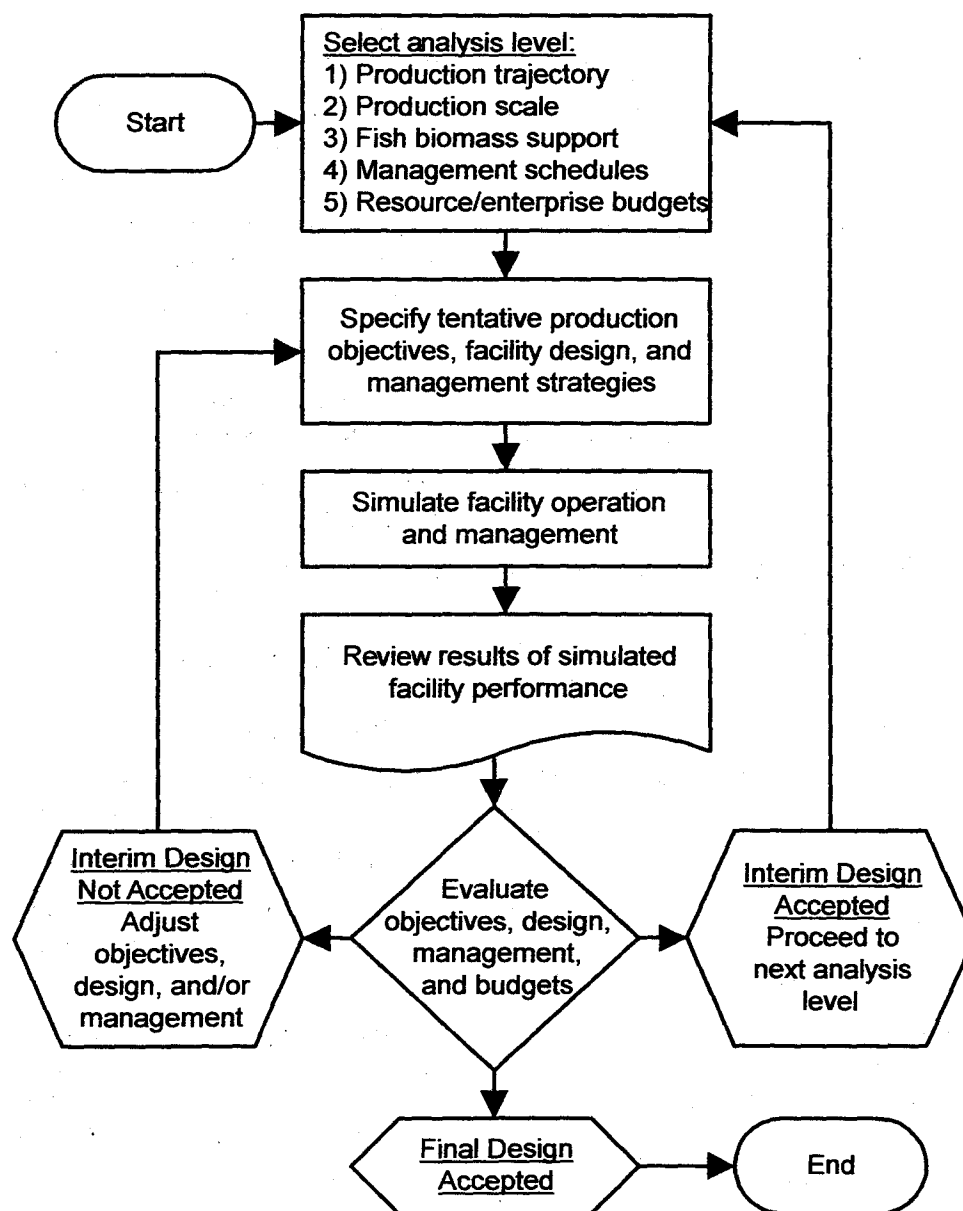 Start
Select analysis level:
1) Production trajectory
2) Production scale
3) Fish biomass support
4) Management schedules
5) Resource/enterprise budgets
Specify tentative production
objectives, facility design, and
management strategies
Simulate facility operation
and management
Review results of simulated
facility performance
Interim Design
Not Accepted
Adjust
objectives,
design, and/or
management
Evaluate
objectives, design,
management,
and budgets
Interim Design
Accepted
Proceed to
next analysis
level
Final Design
Accepted
End